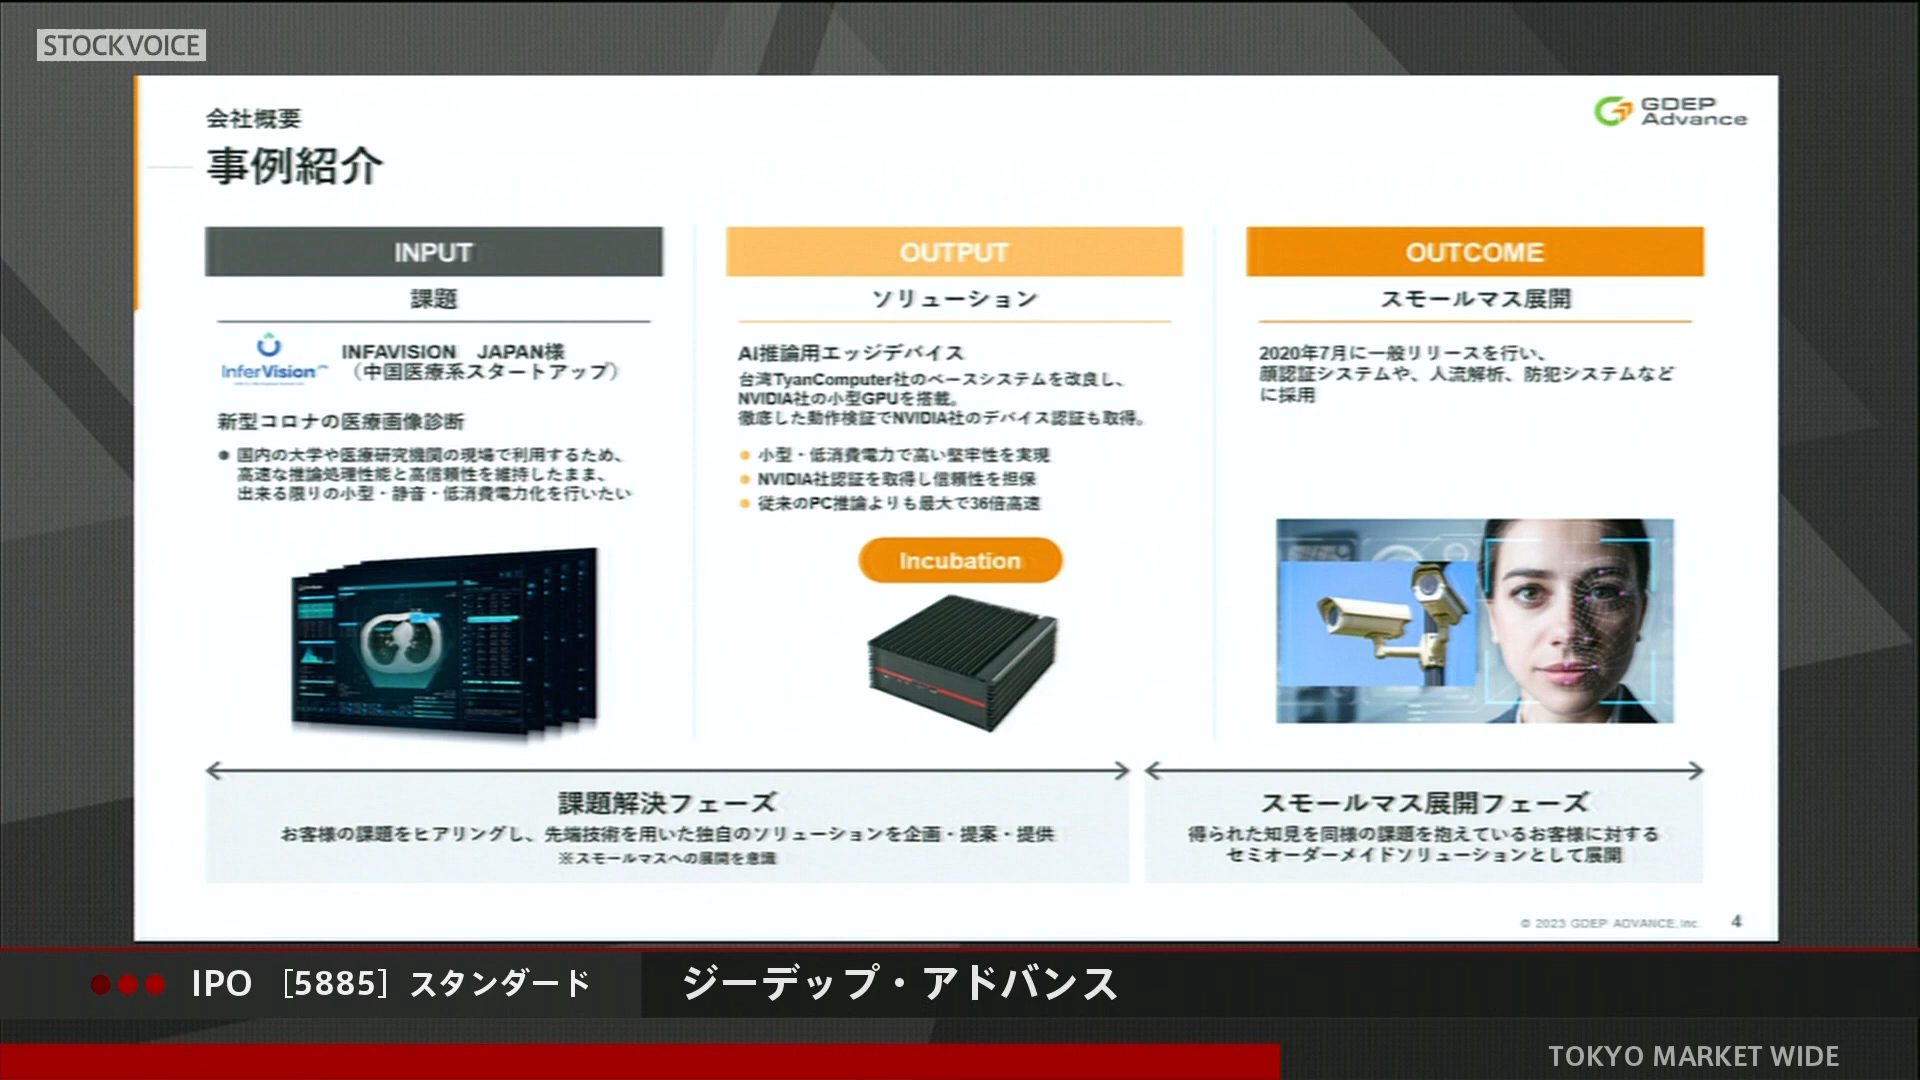 STOCKVOICE
会社概要
事例紹介
GDEP
Advance
INPUT
課題
InferVision
INFAVISION　JAPAN様
（中国医療系スタートアップ）
新型コロナの医療画像診断
● 国内の大学や医療研究機関の現場で利用するため、
高速な推論処理性能と高信頼性を維持したまま、
出来る限りの小型・静音・低消費電力化を行いたい
OUTPUT
ソリューション
AI推論用エッジデバイス
台湾TyanComputer社のベースシステムを改良し、
NVIDIA社の小型GPUを搭載。
徹底した動作検証でNVIDIA社のデバイス認証も取得。
● 小型・低消費電力で高い堅牢性を実現
● NVIDIA社認証を取得し信頼性を担保
● 従来のPC推論よりも最大で36倍高速
Incubation
OUTCOME
スモールマス展開
2020年7月に一般リリースを行い、
顔認証システムや、人流解析、防犯システムなど
に採用
課題解決フェーズ
お客様の課題をヒアリングし、先端技術を用いた独自のソリューションを企画・提案・提供
※スモールマスへの展開を意識
スモールマス展開フェーズ
得られた知見を同様の課題を抱えているお客様に対する
セミオーダーメイドソリューションとして展開
© 2023 GDEP ADVANCE,Inc.
4
IPO ［5885］スタンダード
ジーデップ・アドバンス
TOKYO MARKET WIDE